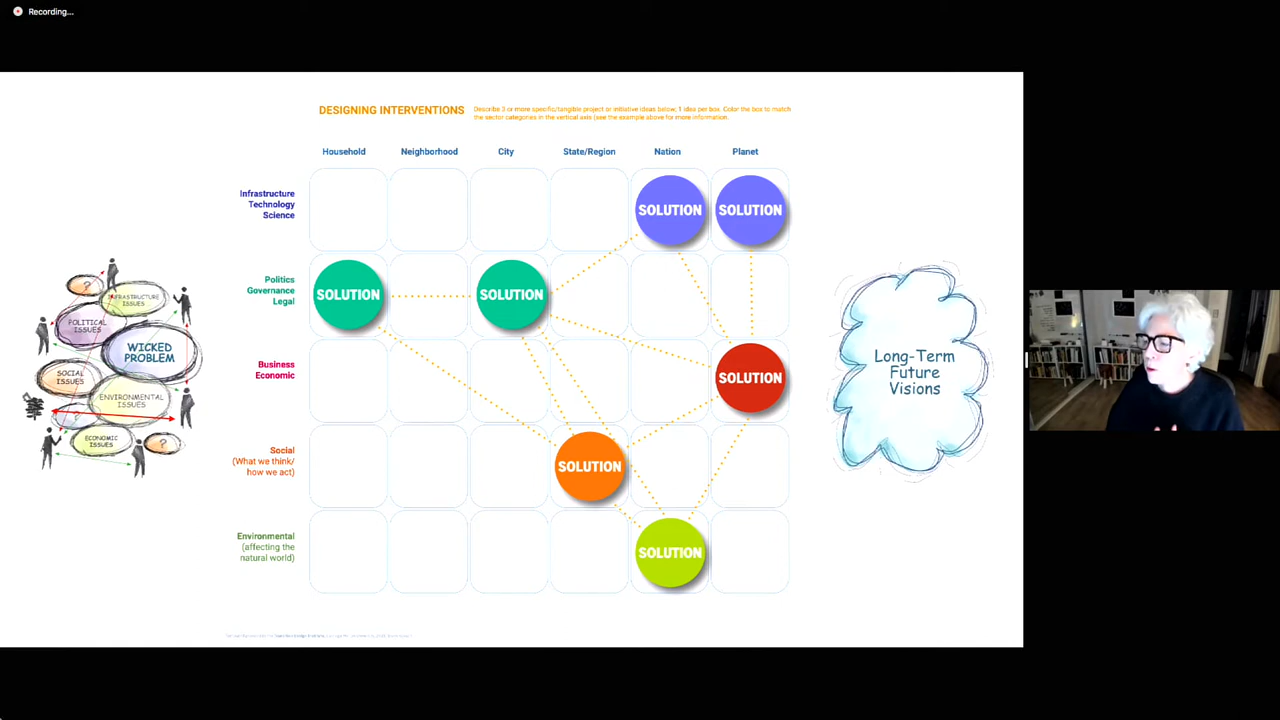 Recording...
DESIGNING INTERVENTIONS
Describe 3 or more specific/tangible project or initiative ideas below, 1 idea per box. Color the box to match
the sector categories in the vertical axis (see the example above for more information.
Household
Neighborhood
City
State/Region
Nation
Planet
Infrastructure
Technology
Science
SOLUTION
SOLUTION
Politics
Governance
Legal
SOLUTION
SOLUTION
Business
Economic
SOLUTION
Social
(What we think/
how we act)
SOLUTION
Environmental
(affecting the
natural world)
SOLUTION
?
INFRASTRUCTURE
ISSUES
POLITICAL
ISSUES
WICKED
PROBLEM
SOCIAL
ISSUES
ENVIRONMENTAL
ISSUES
?
ECONOMIC
ISSUES
?
Long-Term
Future
Visions